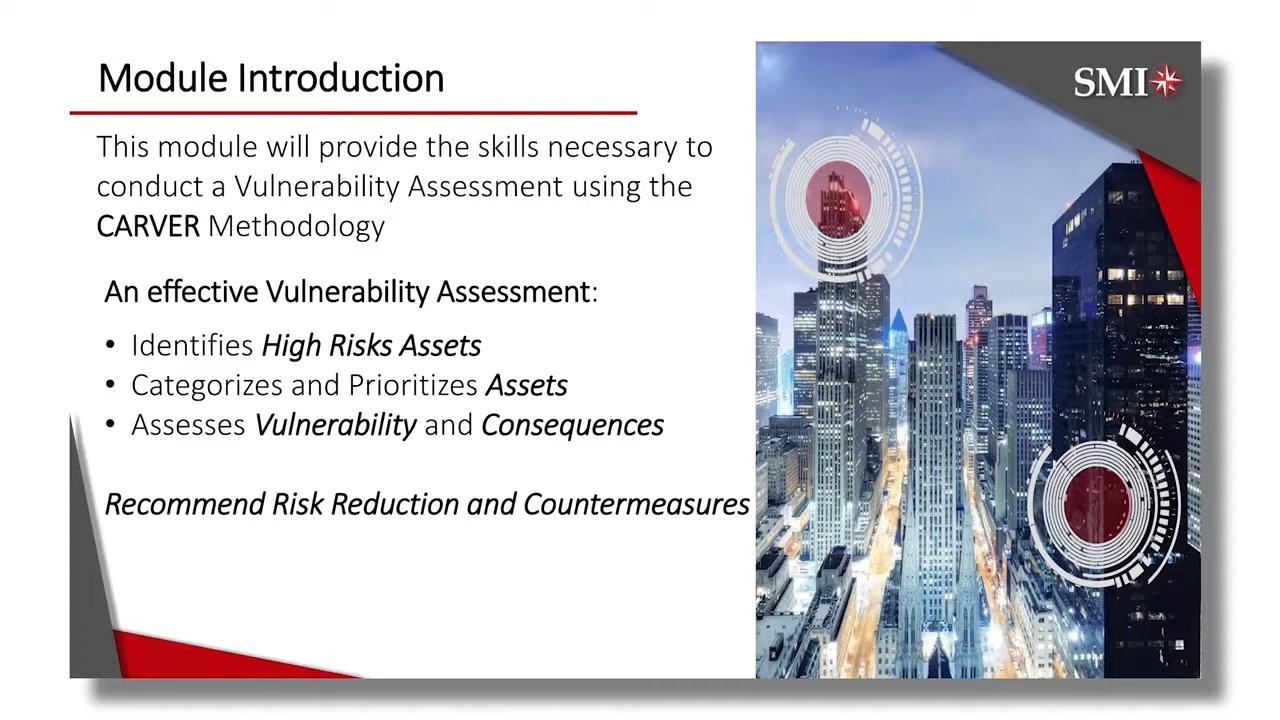 Module Introduction
SMI
This module will provide the skills necessary to
conduct a Vulnerability Assessment using the
CARVER Methodology
An effective Vulnerability Assessment:
• Identifies High Risks Assets
• Categorizes and Prioritizes Assets
• Assesses Vulnerability and Consequences
Recommend Risk Reduction and Countermeasures